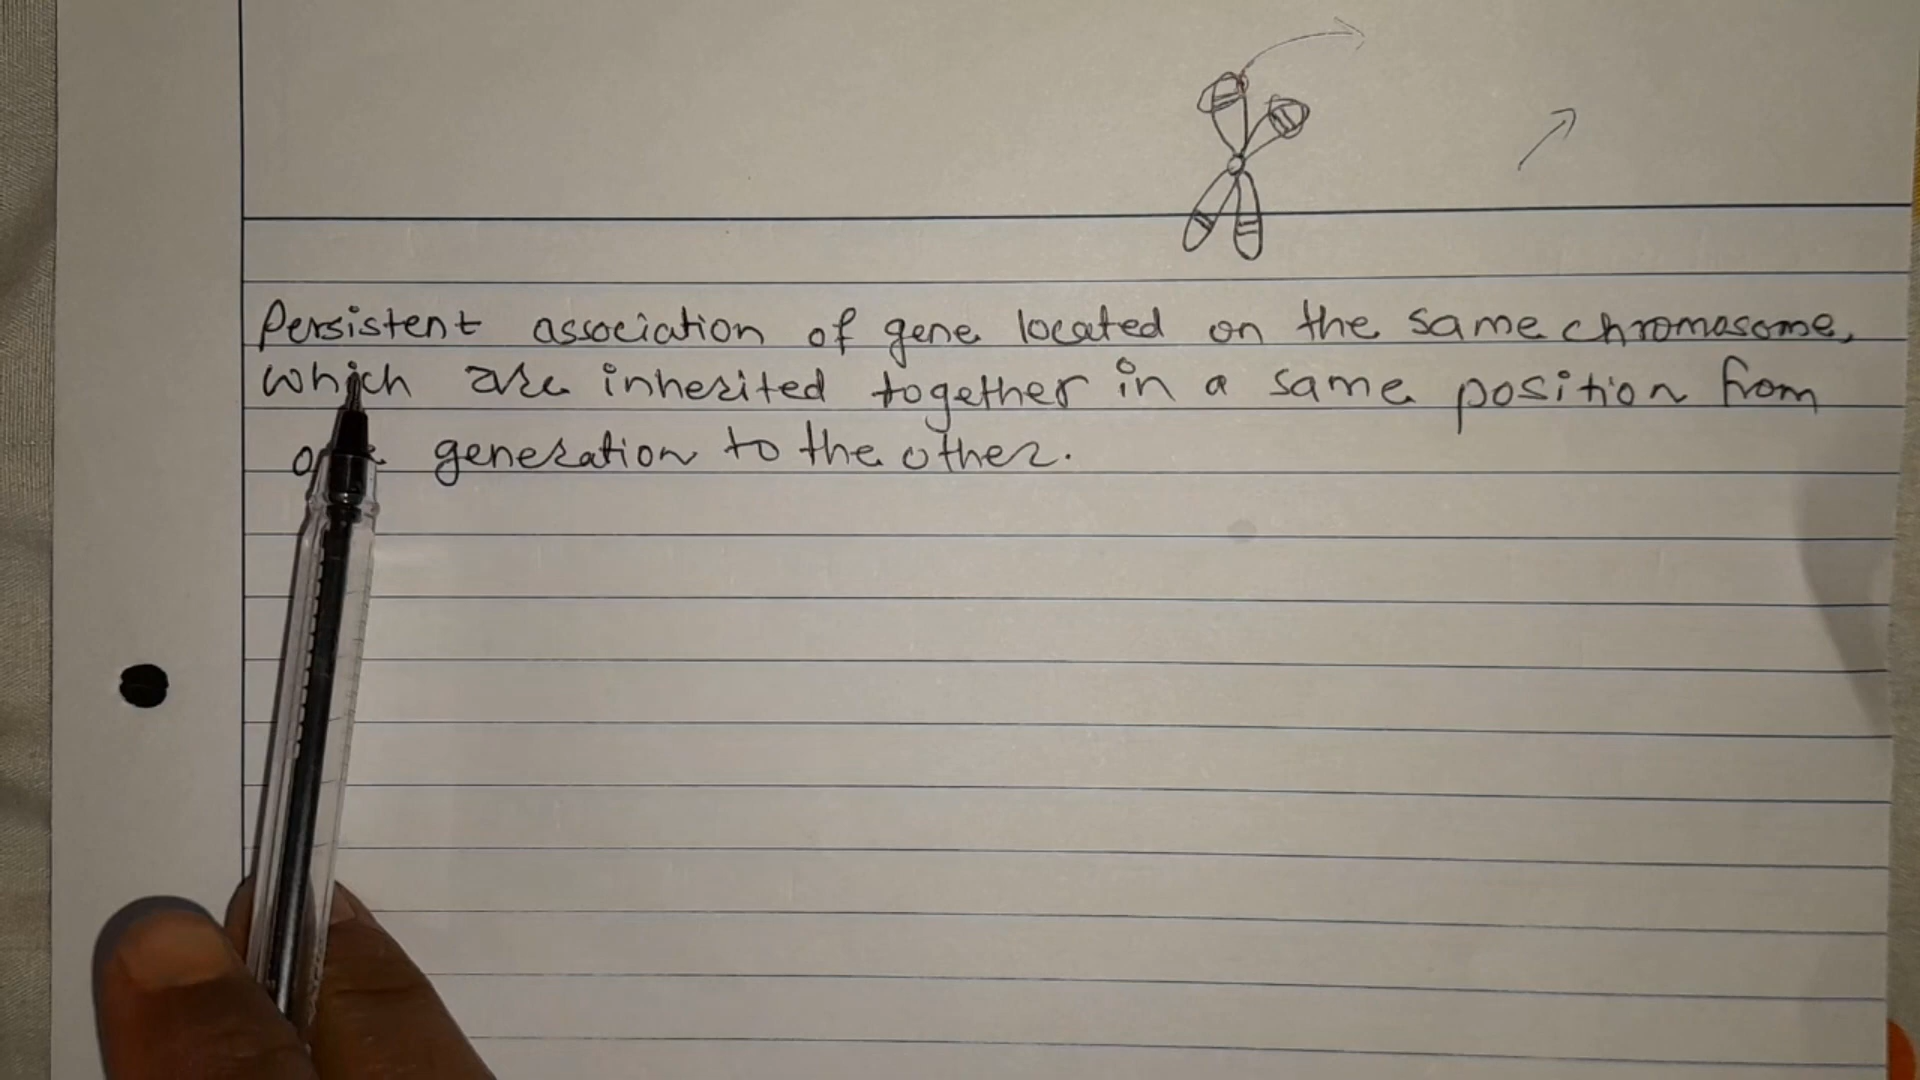 Persistent association of gene located on the same chromosome,
which are inherited together in a same position from
one generation to the other.